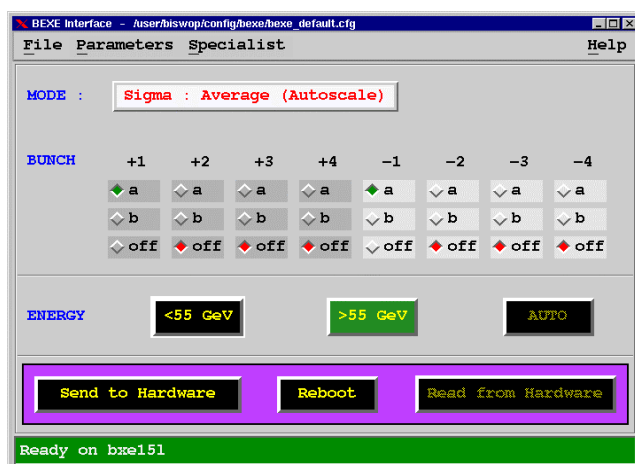 BEXE Interface - /user/biswop/config/bexe/bexe_default.cfg
File Parameters Specialist Help
MODE : Sigma : Average (Autoscale)
BUNCH +1 +2 +3 +4 −1 −2 −3 −4
a a a a a a a a
b b b b b b b b
off off off off off off off off
ENERGY <55 GeV >55 GeV AUTO
Send to Hardware Reboot Read from Hardware
Ready on bxe151